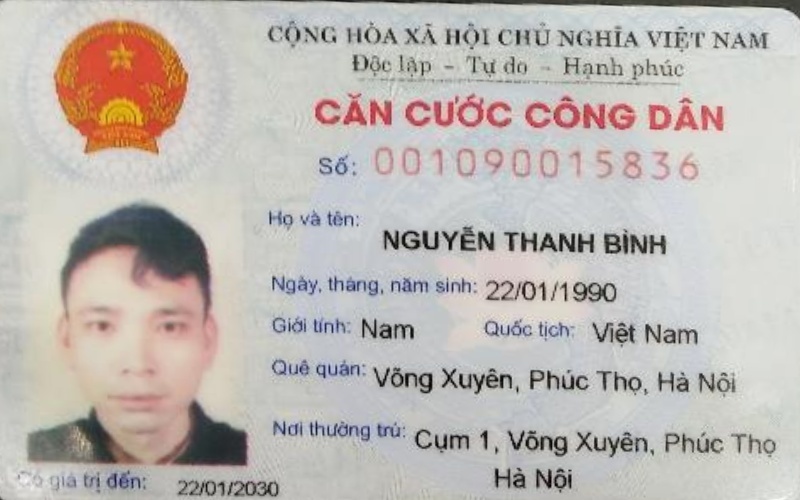 CỘNG HÒA XÃ HỘI CHỦ NGHĨA VIỆT NAM
Độc lập - Tự do - Hạnh phúc
CĂN CƯỚC CÔNG DÂN
Số: 001090015836
Họ và tên:
NGUYỄN THANH BÌNH
Ngày, tháng, năm sinh: 22/01/1990
Giới tính: Nam Quốc tịch: Việt Nam
Quê quán: Võng Xuyên, Phúc Thọ, Hà Nội
Nơi thường trú: Cụm 1, Võng Xuyên, Phúc Thọ
Hà Nội
Có giá trị đến: 22/01/2030